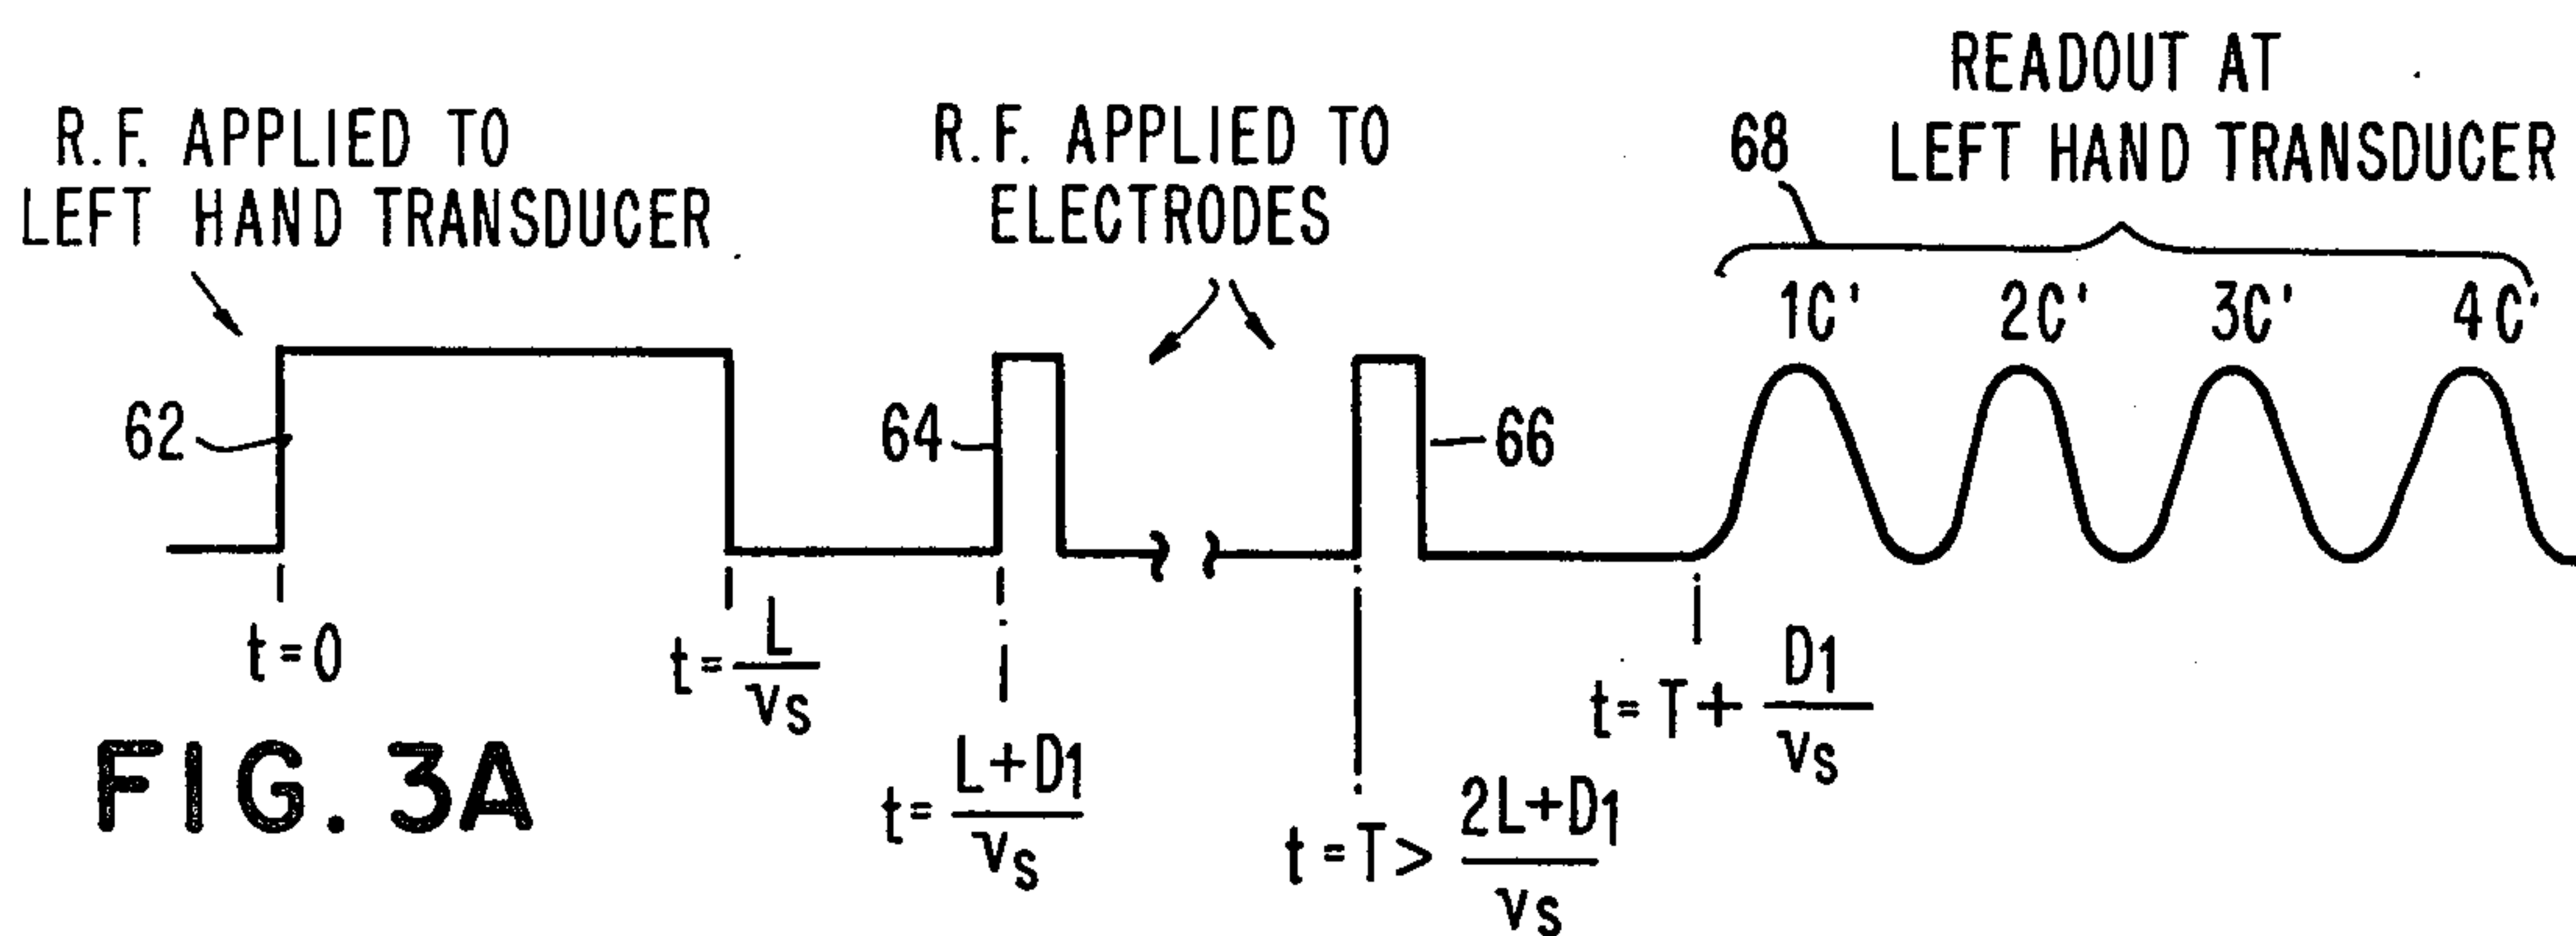 R.F. APPLIED TO
LEFT HAND TRANSDUCER
R.F. APPLIED TO
ELECTRODES
READOUT AT
LEFT HAND TRANSDUCER
68
1C' 2C' 3C' 4C'
62
64
66
t=0
t= L/vs
t= L+D1/vs
t=T> 2L+D1/vs
t= T+ D1/vs
FIG. 3A